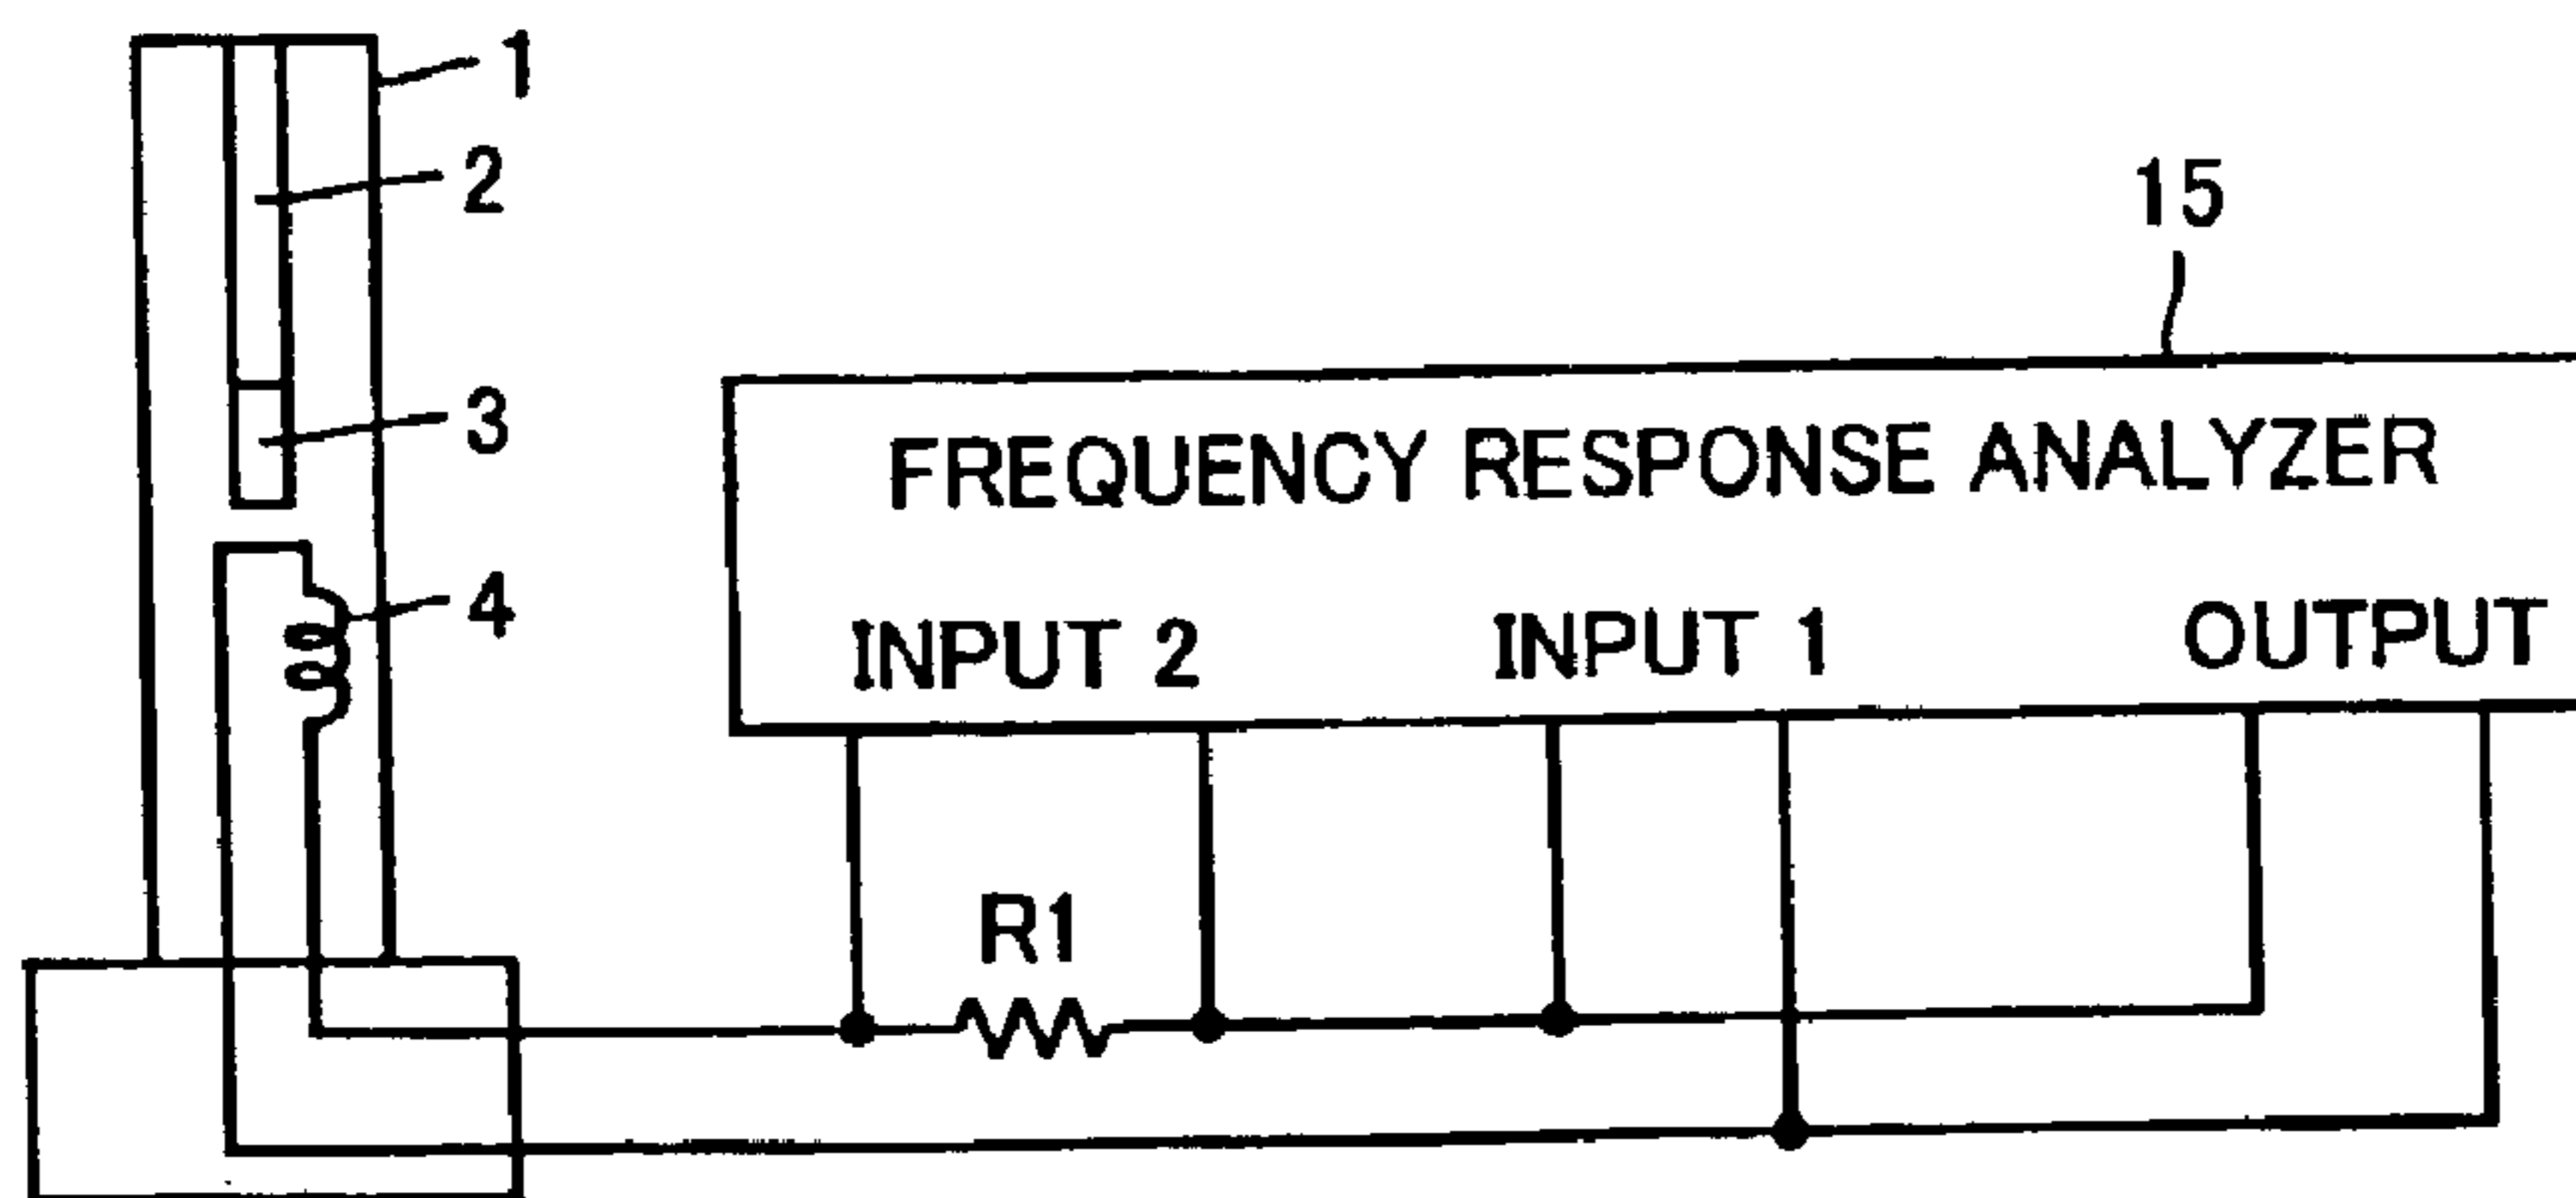 1
2
15
3
FREQUENCY RESPONSE ANALYZER
4
INPUT 2 INPUT 1 OUTPUT
R1